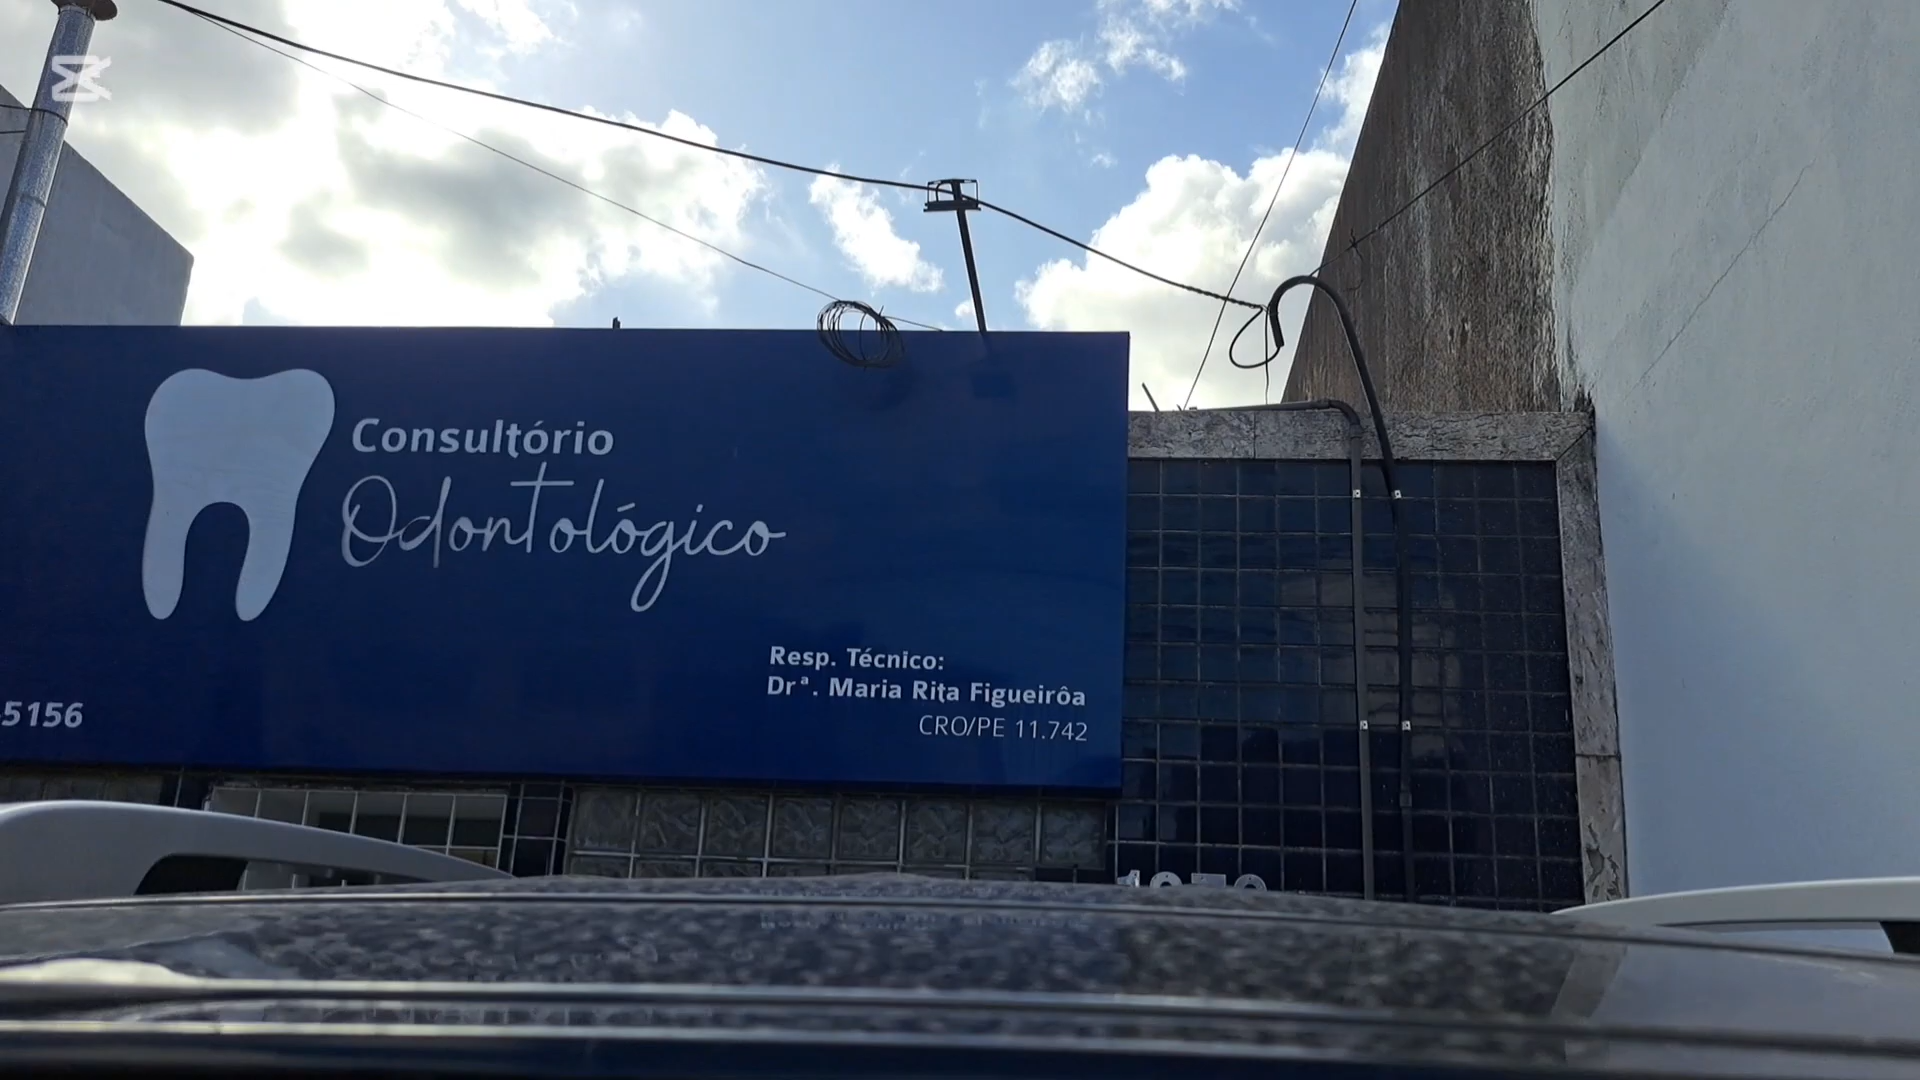 Consultório
Odontológico
Resp. Técnico:
Drª. Maria Rita Figueirôa
CRO/PE 11.742
-5156